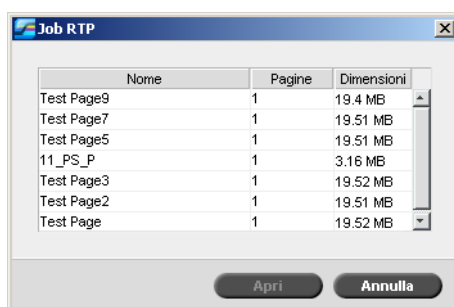 Job RTP
Nome Pagine Dimensioni
Test Page9 1 19.4 MB
Test Page7 1 19.51 MB
Test Page5 1 19.51 MB
11_PS_P 1 3.16 MB
Test Page3 1 19.52 MB
Test Page2 1 19.51 MB
Test Page 1 19.52 MB
Apri Annulla